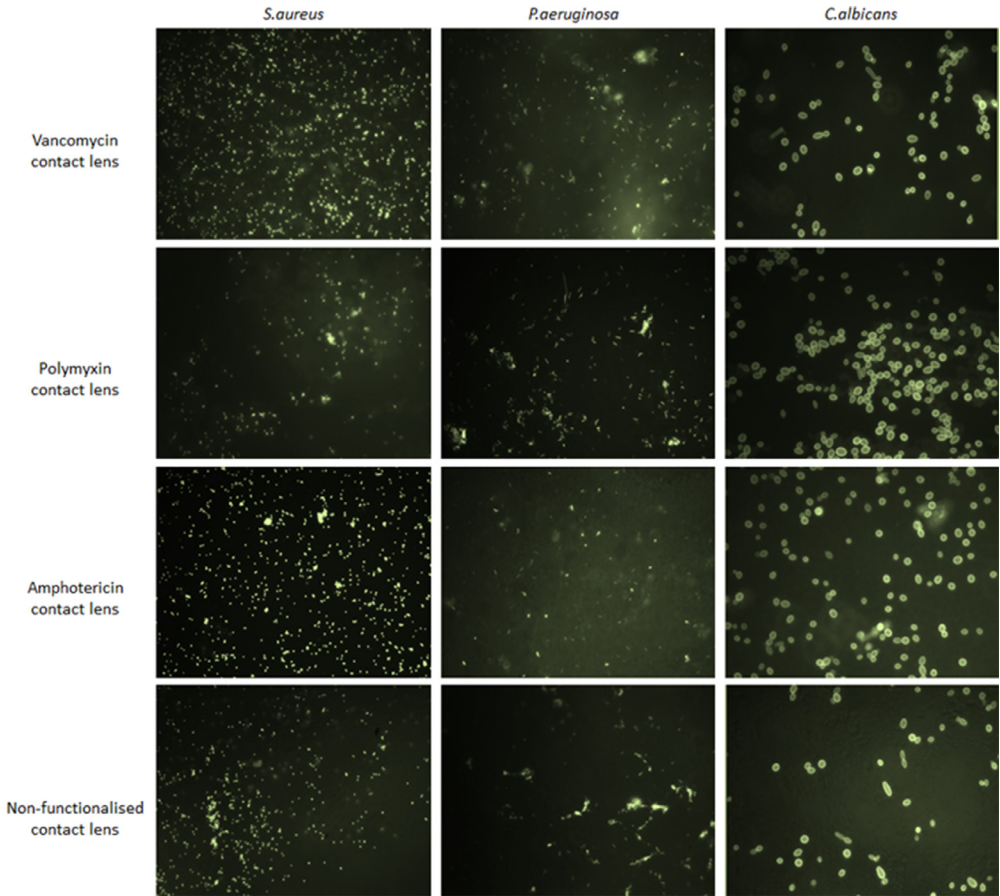 S.aureus
P.aeruginosa
C.albicans
Vancomycin
contact lens
Polymyxin
contact lens
Amphotericin
contact lens
Non-functionalised
contact lens